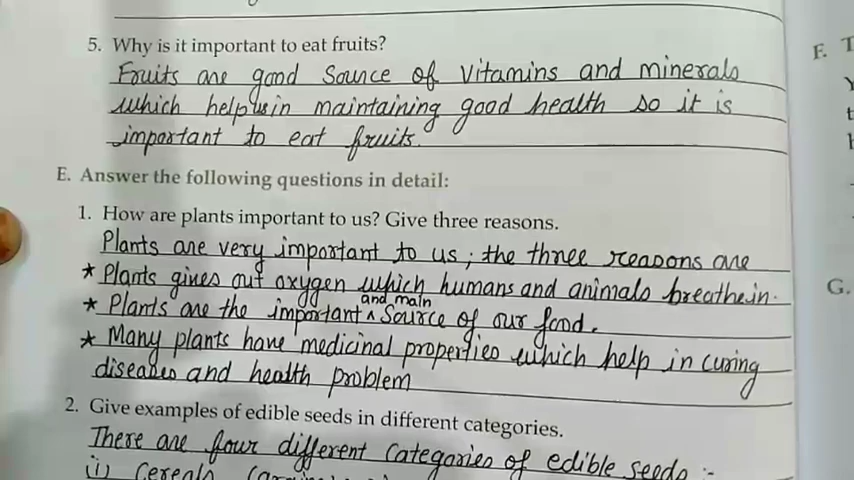 5. Why is it important to eat fruits?
Fruits are good Source of vitamins and minerals
which help us in maintaining good health so it is
important to eat fruits.
E. Answer the following questions in detail:
1. How are plants important to us? Give three reasons.
Plants are very important to us; the three reasons are
* Plants gives out oxygen which humans and animals breathe in.
* Plants are the important ^ and main Source of our food.
* Many plants have medicinal properties which help in curing
diseases and health problem
2. Give examples of edible seeds in different categories.
There are four different Categories of edible seeds :-
(i) Cereals
F.
G.